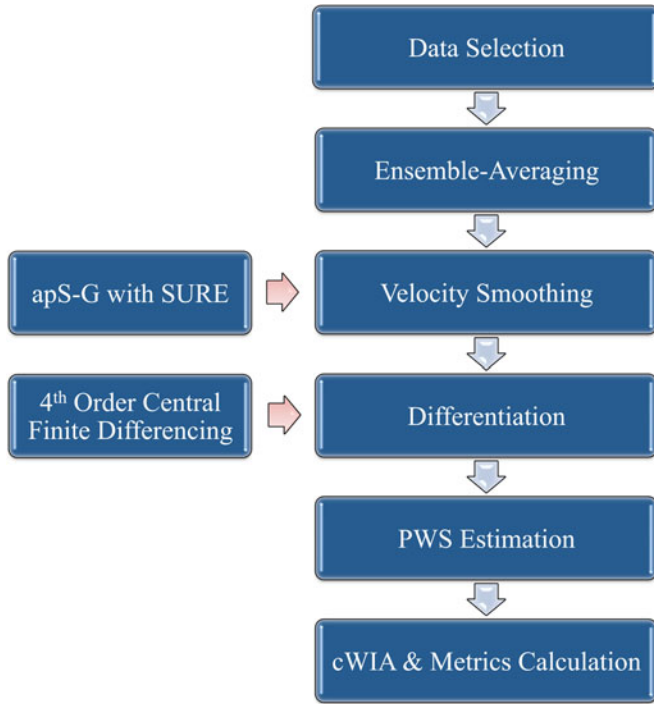 Data Selection
Ensemble-Averaging
apS-G with SURE
Velocity Smoothing
4th Order Central
Finite Differencing
Differentiation
PWS Estimation
cWIA & Metrics Calculation